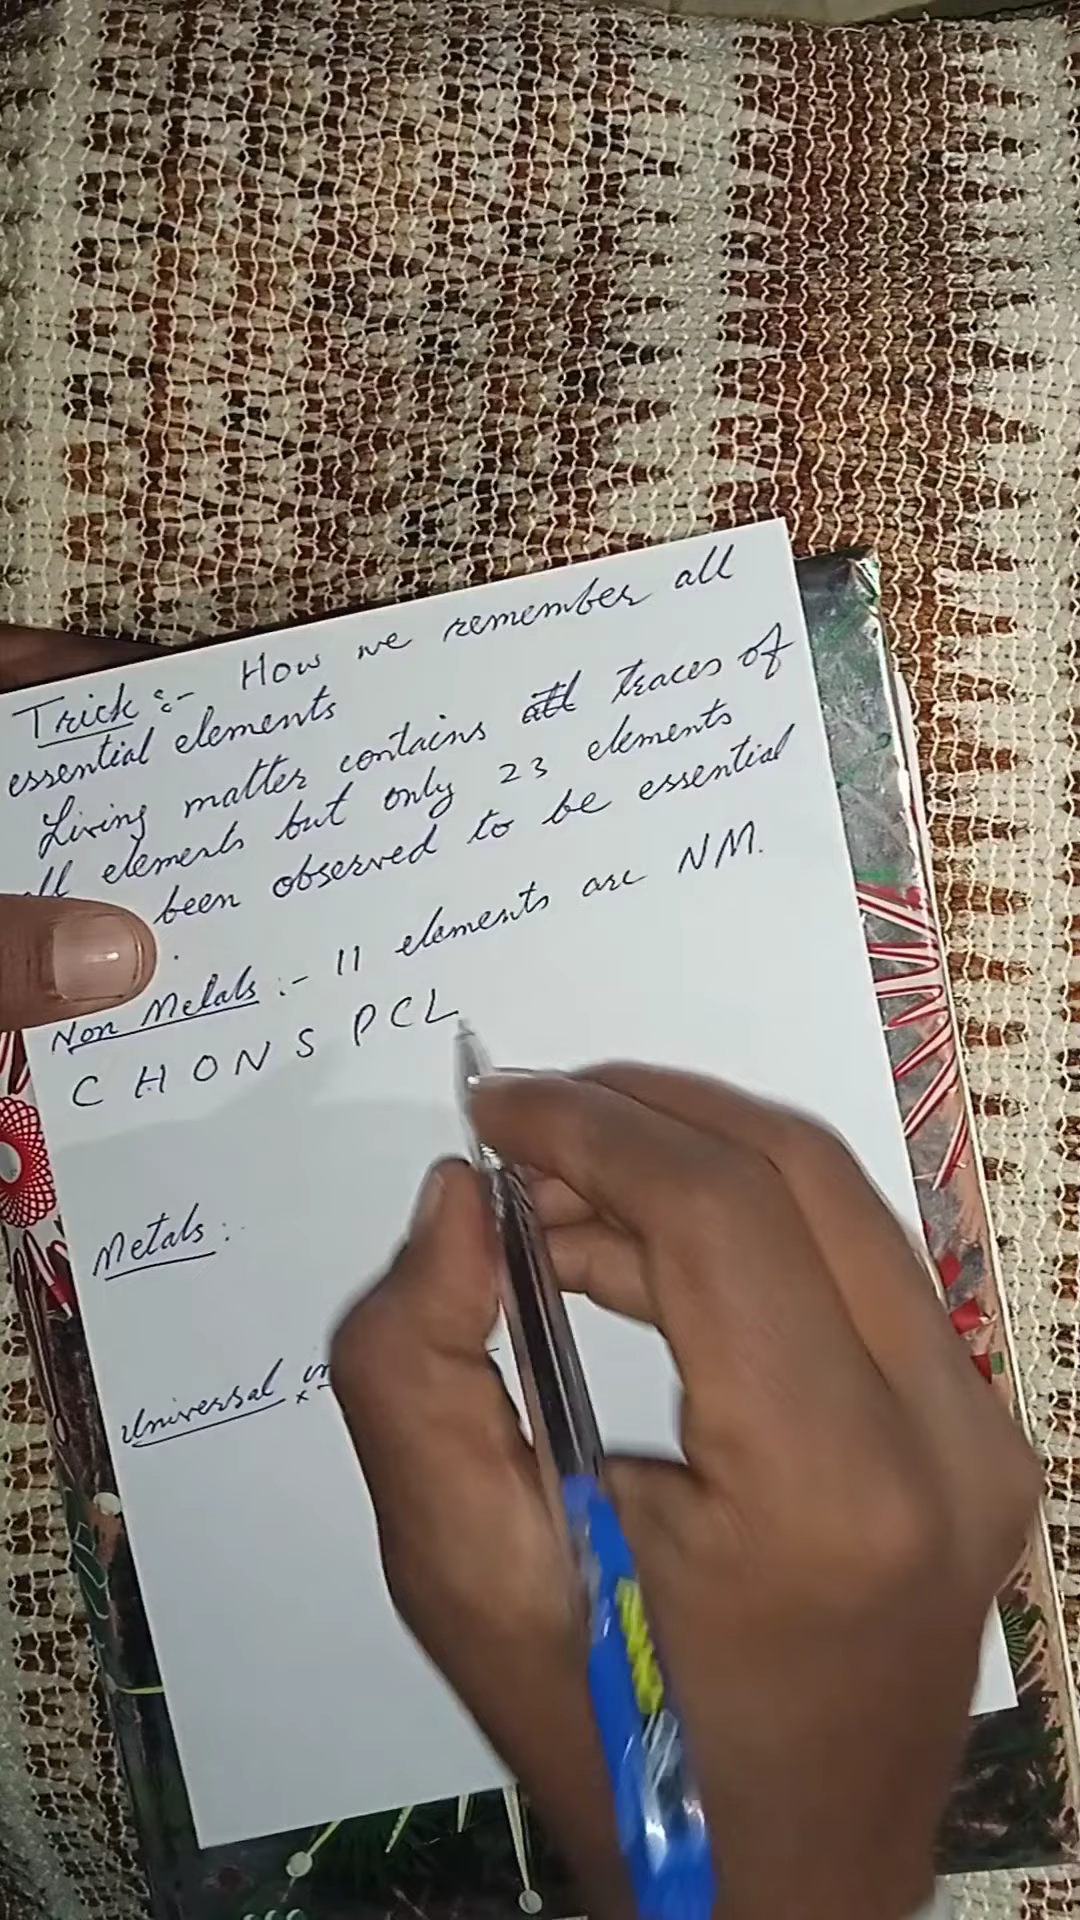 Trick :- How we remember all
essential elements
Living matter contains all traces of
all elements but only 23 elements
been observed to be essential
.
Non Metals :- 11 elements are NM.
C H O N S P C L
Metals :
Universal